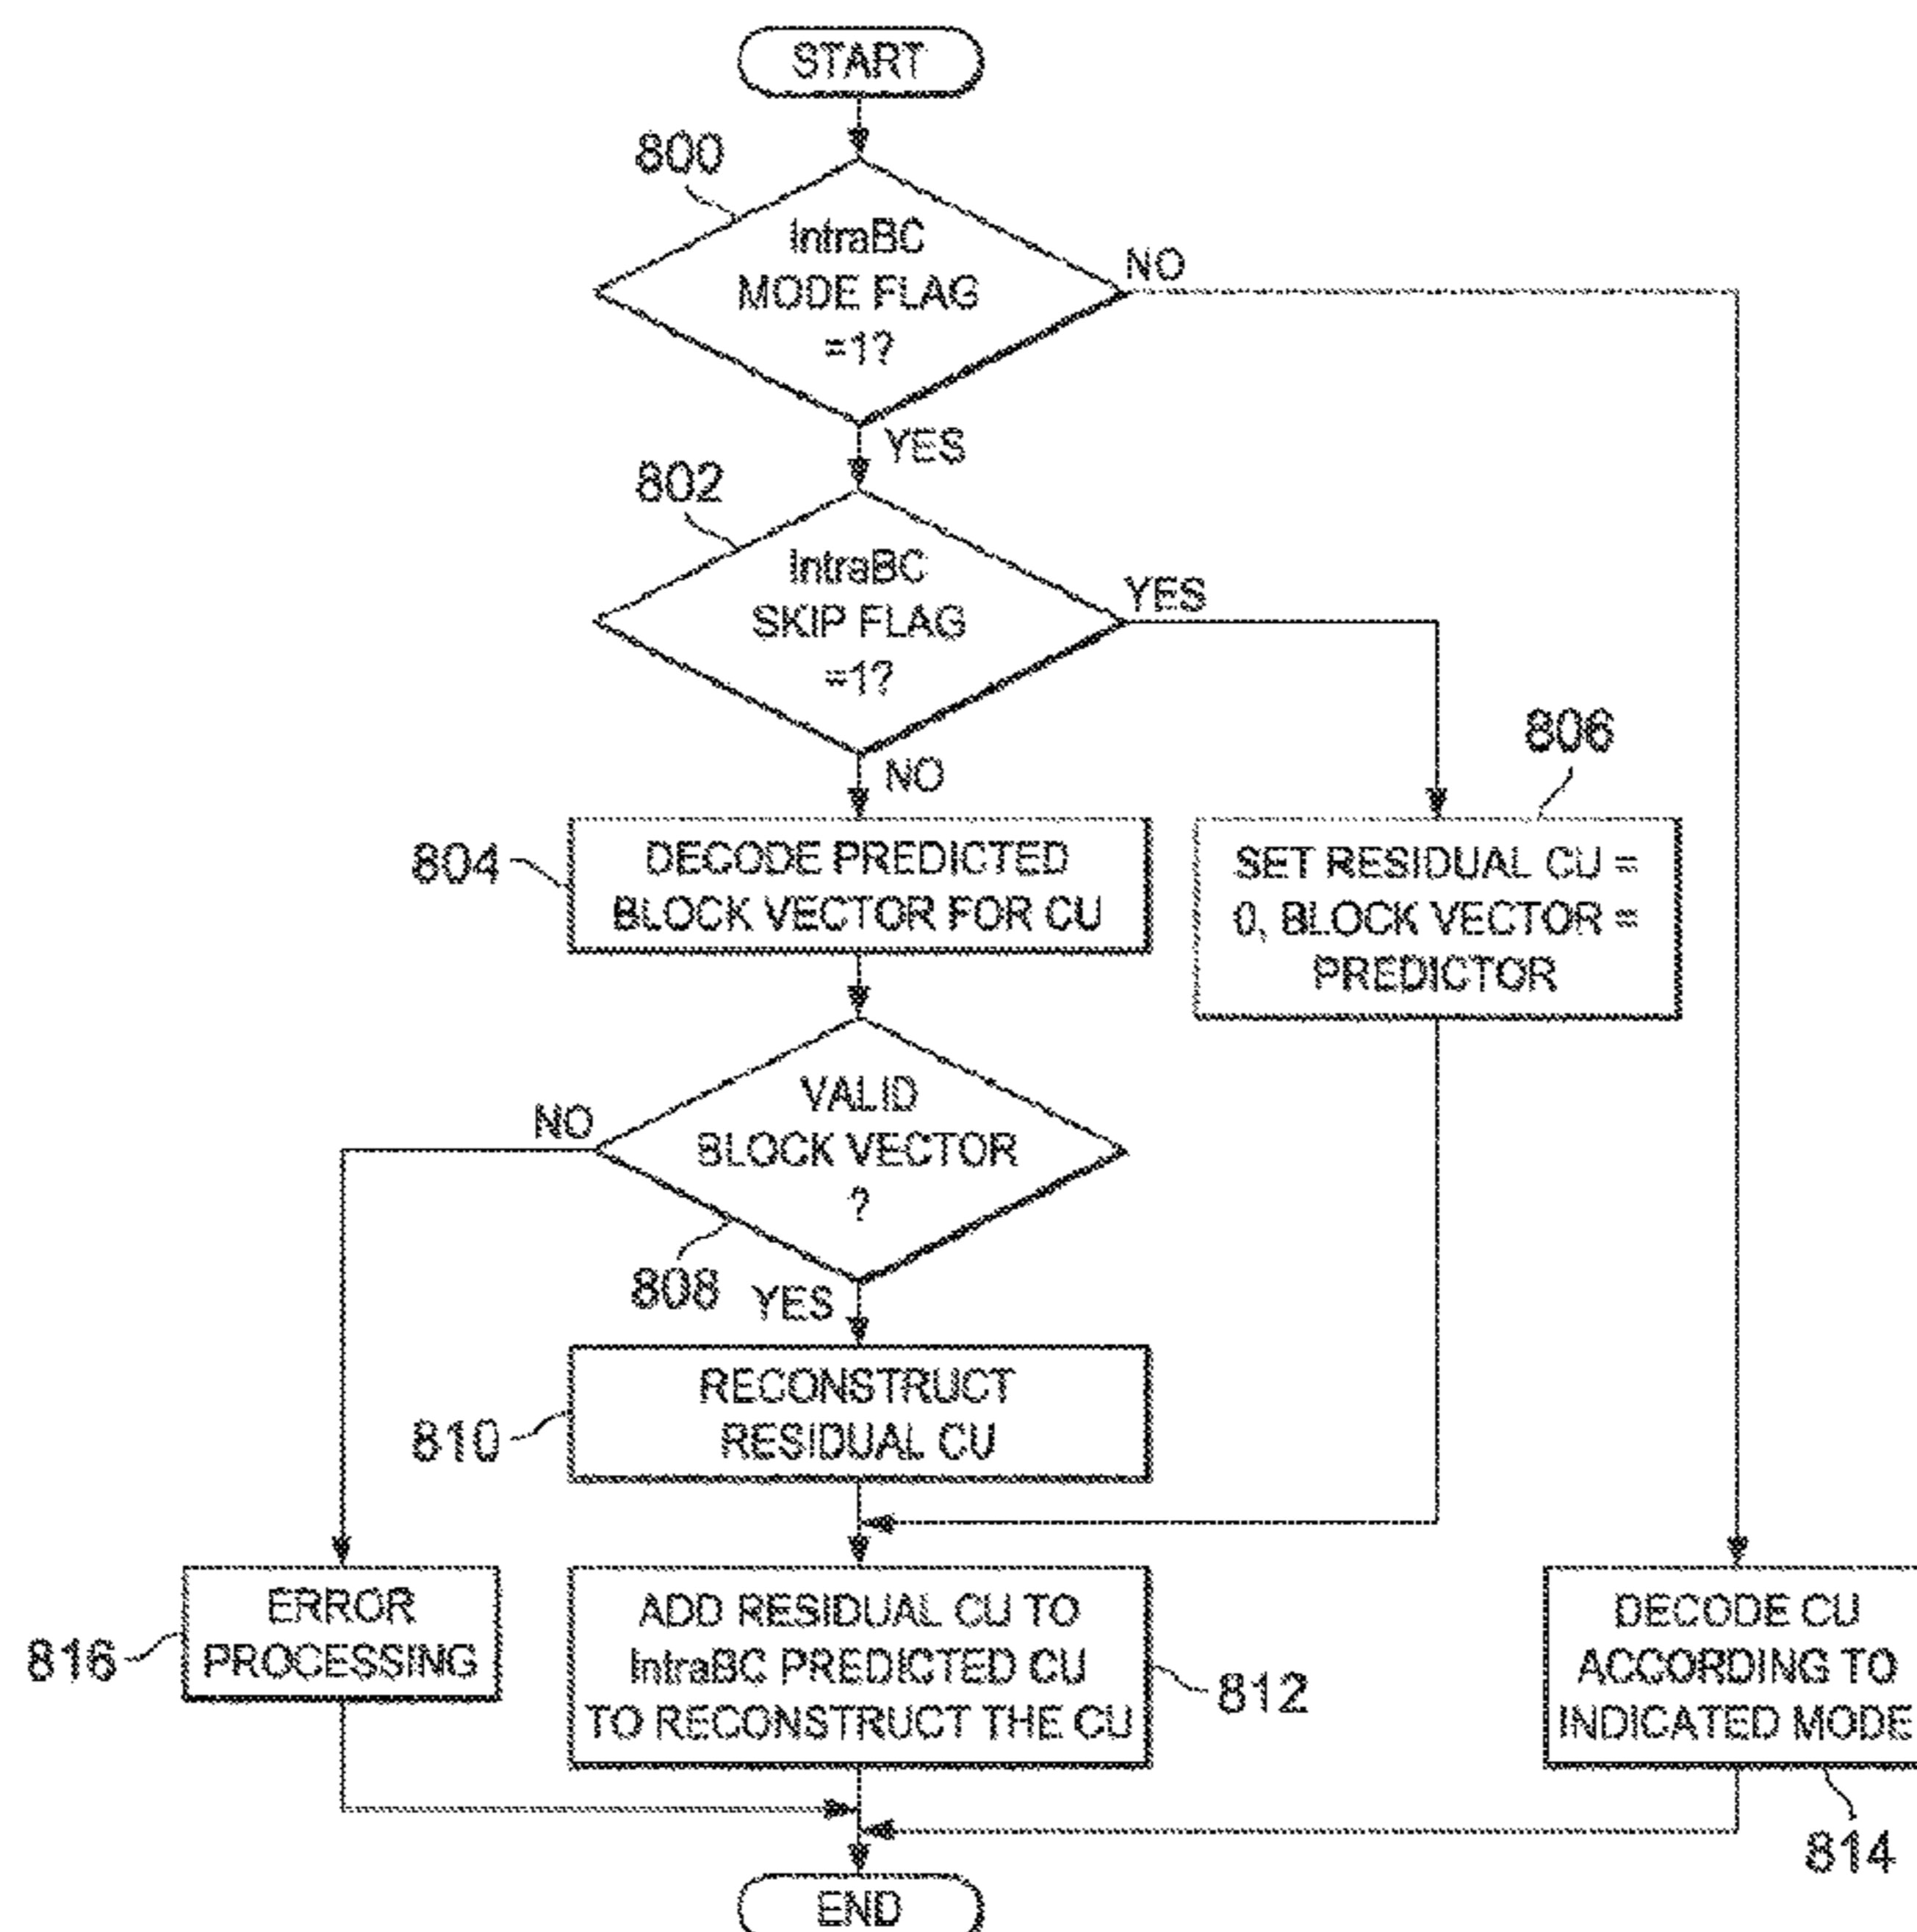 START
800
IntraBC
MODE FLAG
=1?
NO
YES
802
IntraBC
SKIP FLAG
=1?
YES
NO
806
804
DECODE PREDICTED
BLOCK VECTOR FOR CU
SET RESIDUAL CU =
0, BLOCK VECTOR =
PREDICTOR
VALID
BLOCK VECTOR
?
NO
808
YES
810
RECONSTRUCT
RESIDUAL CU
816
ERROR
PROCESSING
ADD RESIDUAL CU TO
IntraBC PREDICTED CU
TO RECONSTRUCT THE CU
812
DECODE CU
ACCORDING TO
INDICATED MODE
814
END